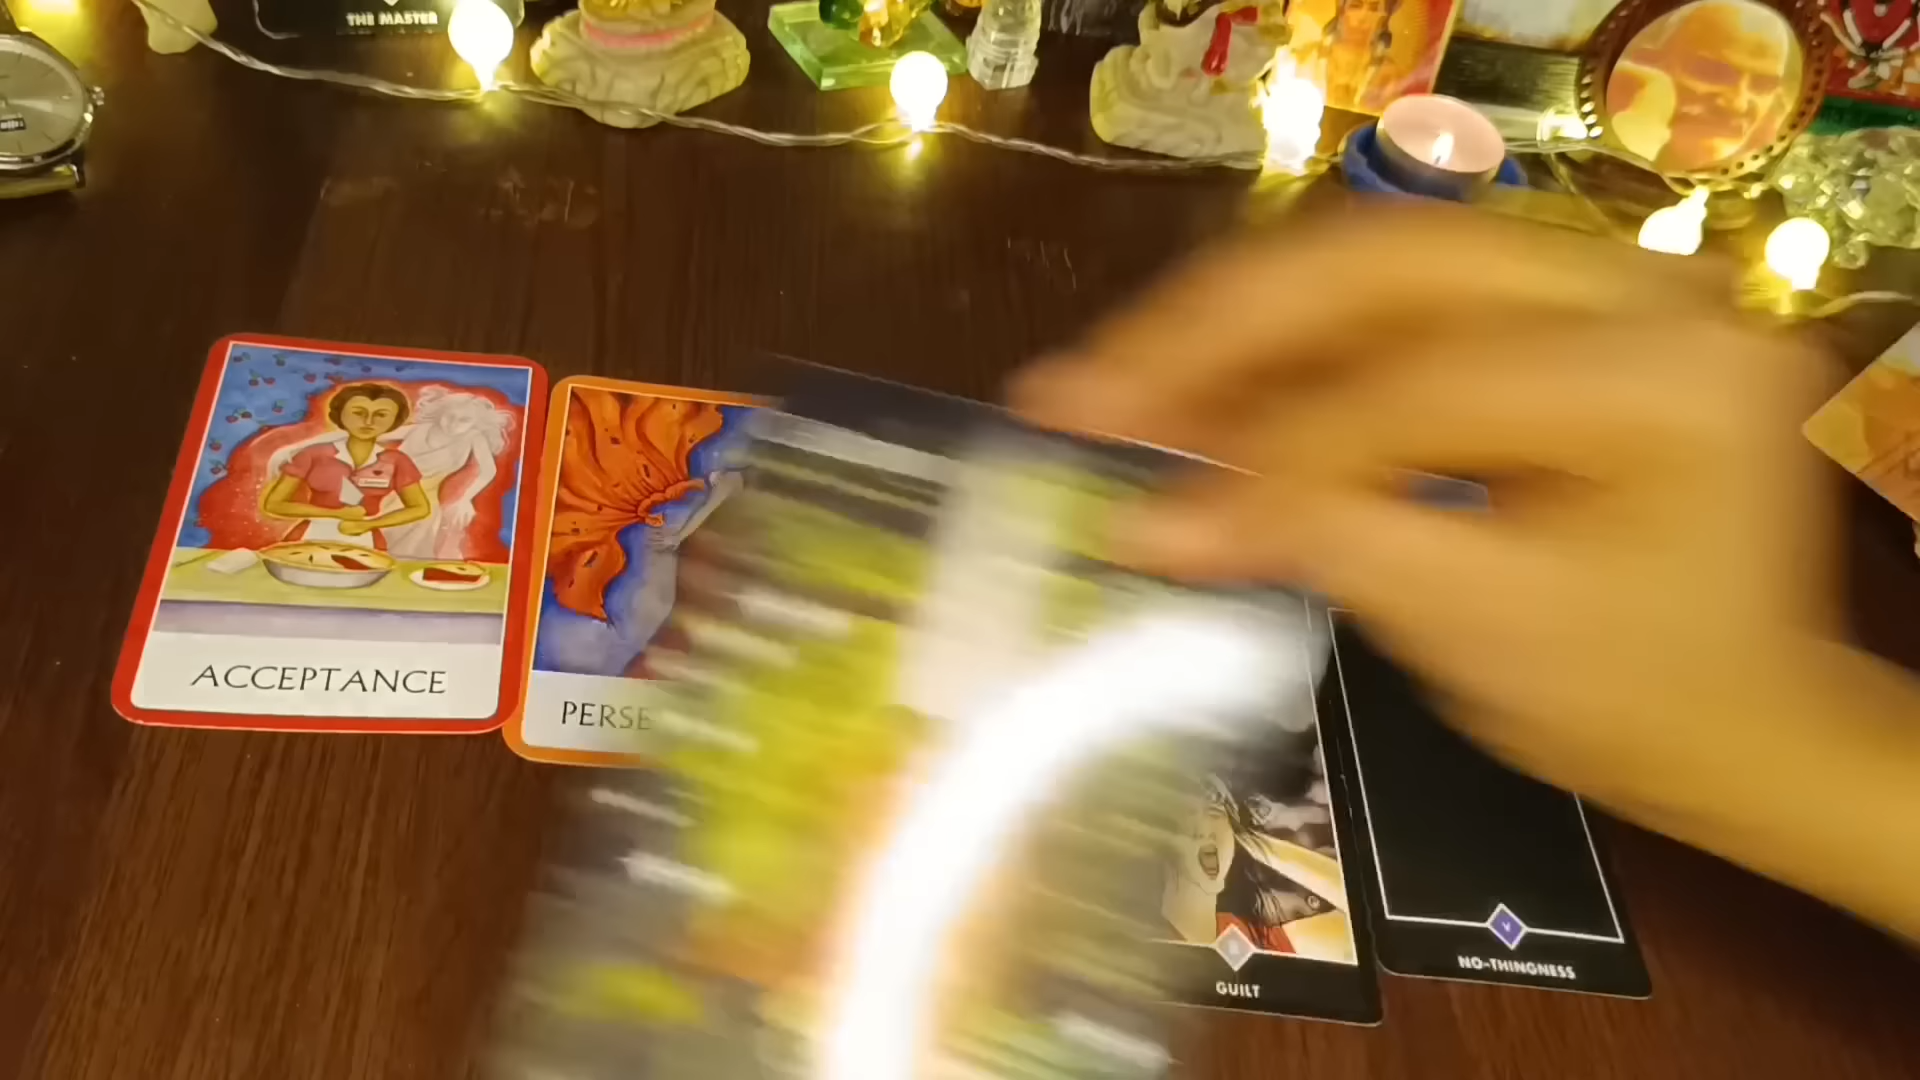 THE MASTER
ACCEPTANCE
PERSE
GUILT
V
NO-THINGNESS